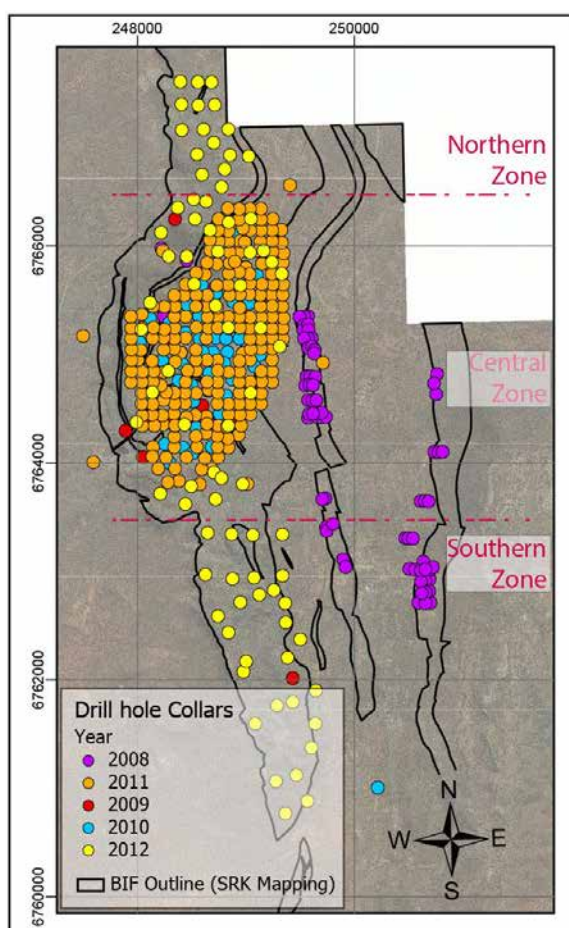 248000
250000
Northern
Zone
6766000
Central
Zone
6764000
Southern
Zone
6762000
Drill hole Collars
Year
2008
2011
2009
2010
2012
BIF Outline (SRK Mapping)
N
W
E
S
6760000